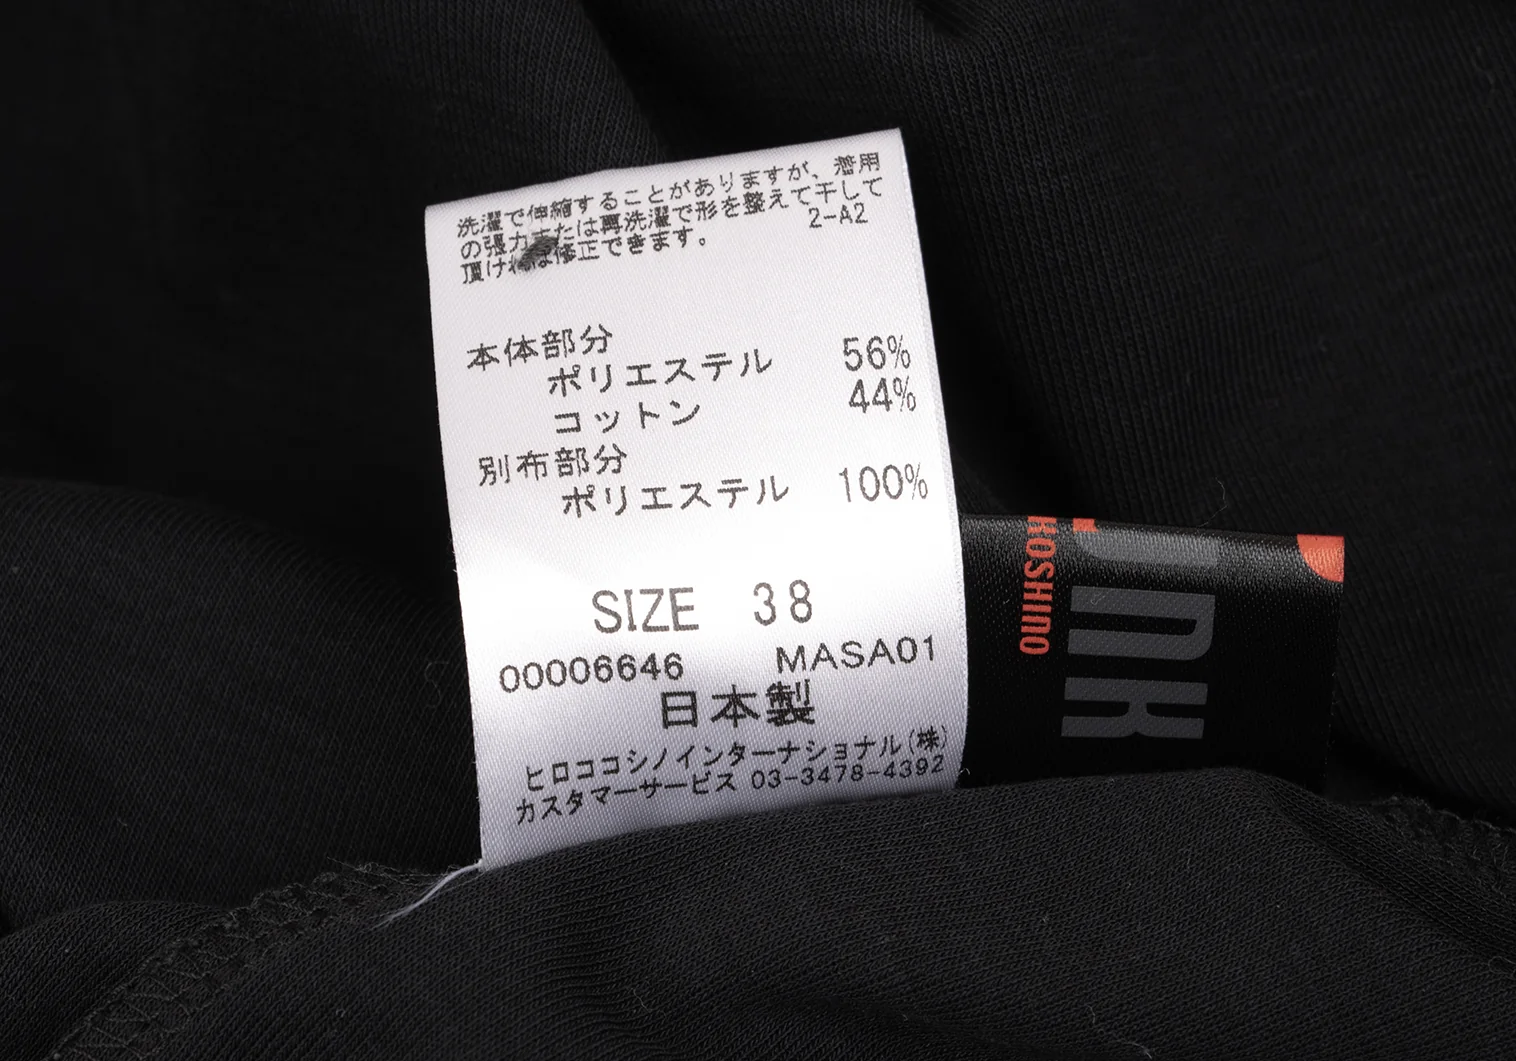 洗濯で伸縮することがありますが、着用
の張力または再洗濯で形を整えて干して
頂ければ修正できます。 2-A2
本体部分
ポリエステル 56%
コットン 44%
別布部分
ポリエステル 100%
SIZE 38
00006646 MASA01
日本製
ヒロココシノインターナショナル(株)
カスタマーサービス 03-3478-4392
HOSHINO